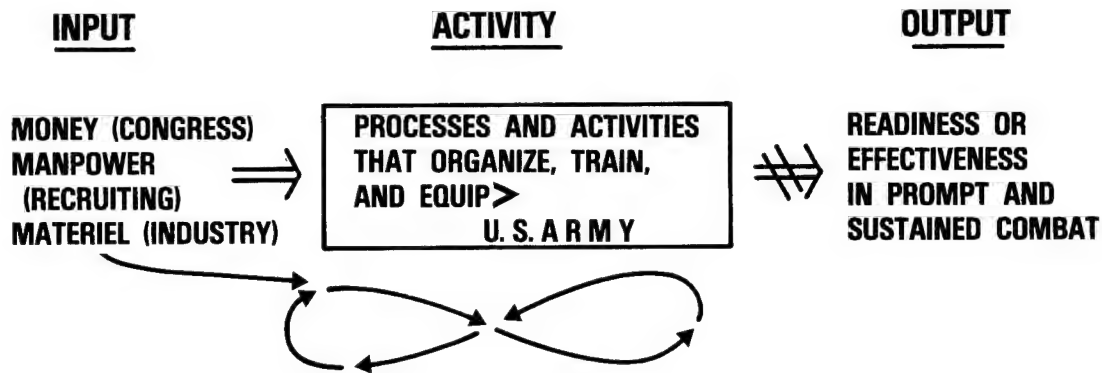 INPUT
ACTIVITY
OUTPUT
MONEY (CONGRESS)
MANPOWER
(RECRUITING)
MATERIEL (INDUSTRY)
PROCESSES AND ACTIVITIES
THAT ORGANIZE, TRAIN,
AND EQUIP>
U. S. A R M Y
READINESS OR
EFFECTIVENESS
IN PROMPT AND
SUSTAINED COMBAT